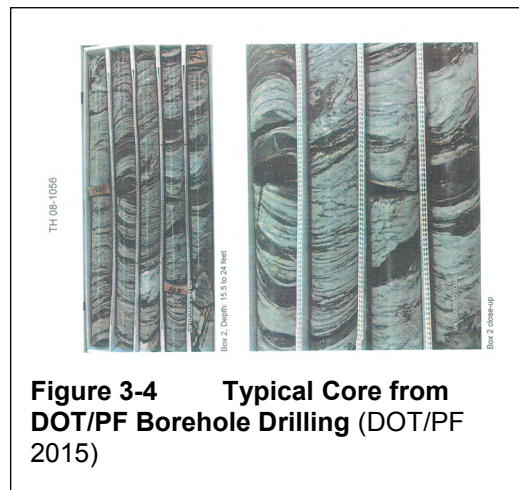 TH 08-1056
Box 2, Depth: 15.5 to 24 feet
Box 2 close-up
Figure 3-4 Typical Core from
DOT/PF Borehole Drilling (DOT/PF
2015)